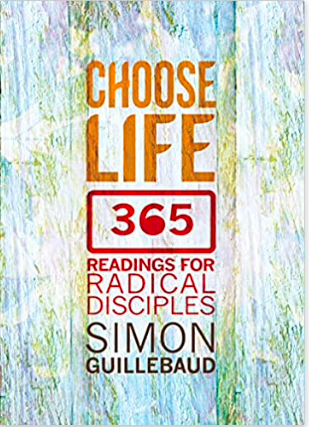 CHOOSE
LIFE
365
READINGS FOR
RADICAL
DISCIPLES
SIMON
GUILLEBAUD